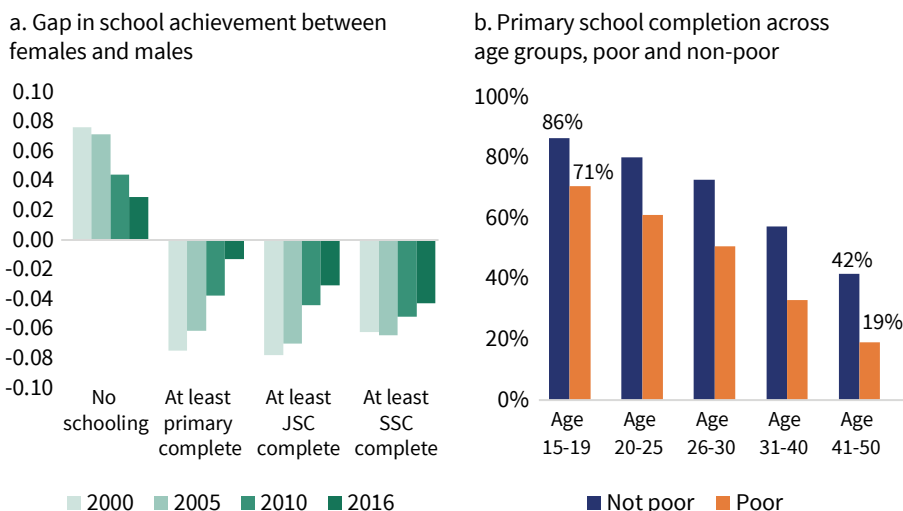 a. Gap in school achievement between
females and males
0.10
0.08
0.06
0.04
0.02
0.00
-0.02
-0.04
-0.06
-0.08
-0.10
No
schooling
At least
primary
complete
At least
JSC
complete
At least
SSC
complete
2000 2005 2010 2016
b. Primary school completion across
age groups, poor and non-poor
100%
80%
60%
40%
20%
0%
86%
71%
42%
19%
Age
15-19
Age
20-25
Age
26-30
Age
31-40
Age
41-50
Not poor Poor